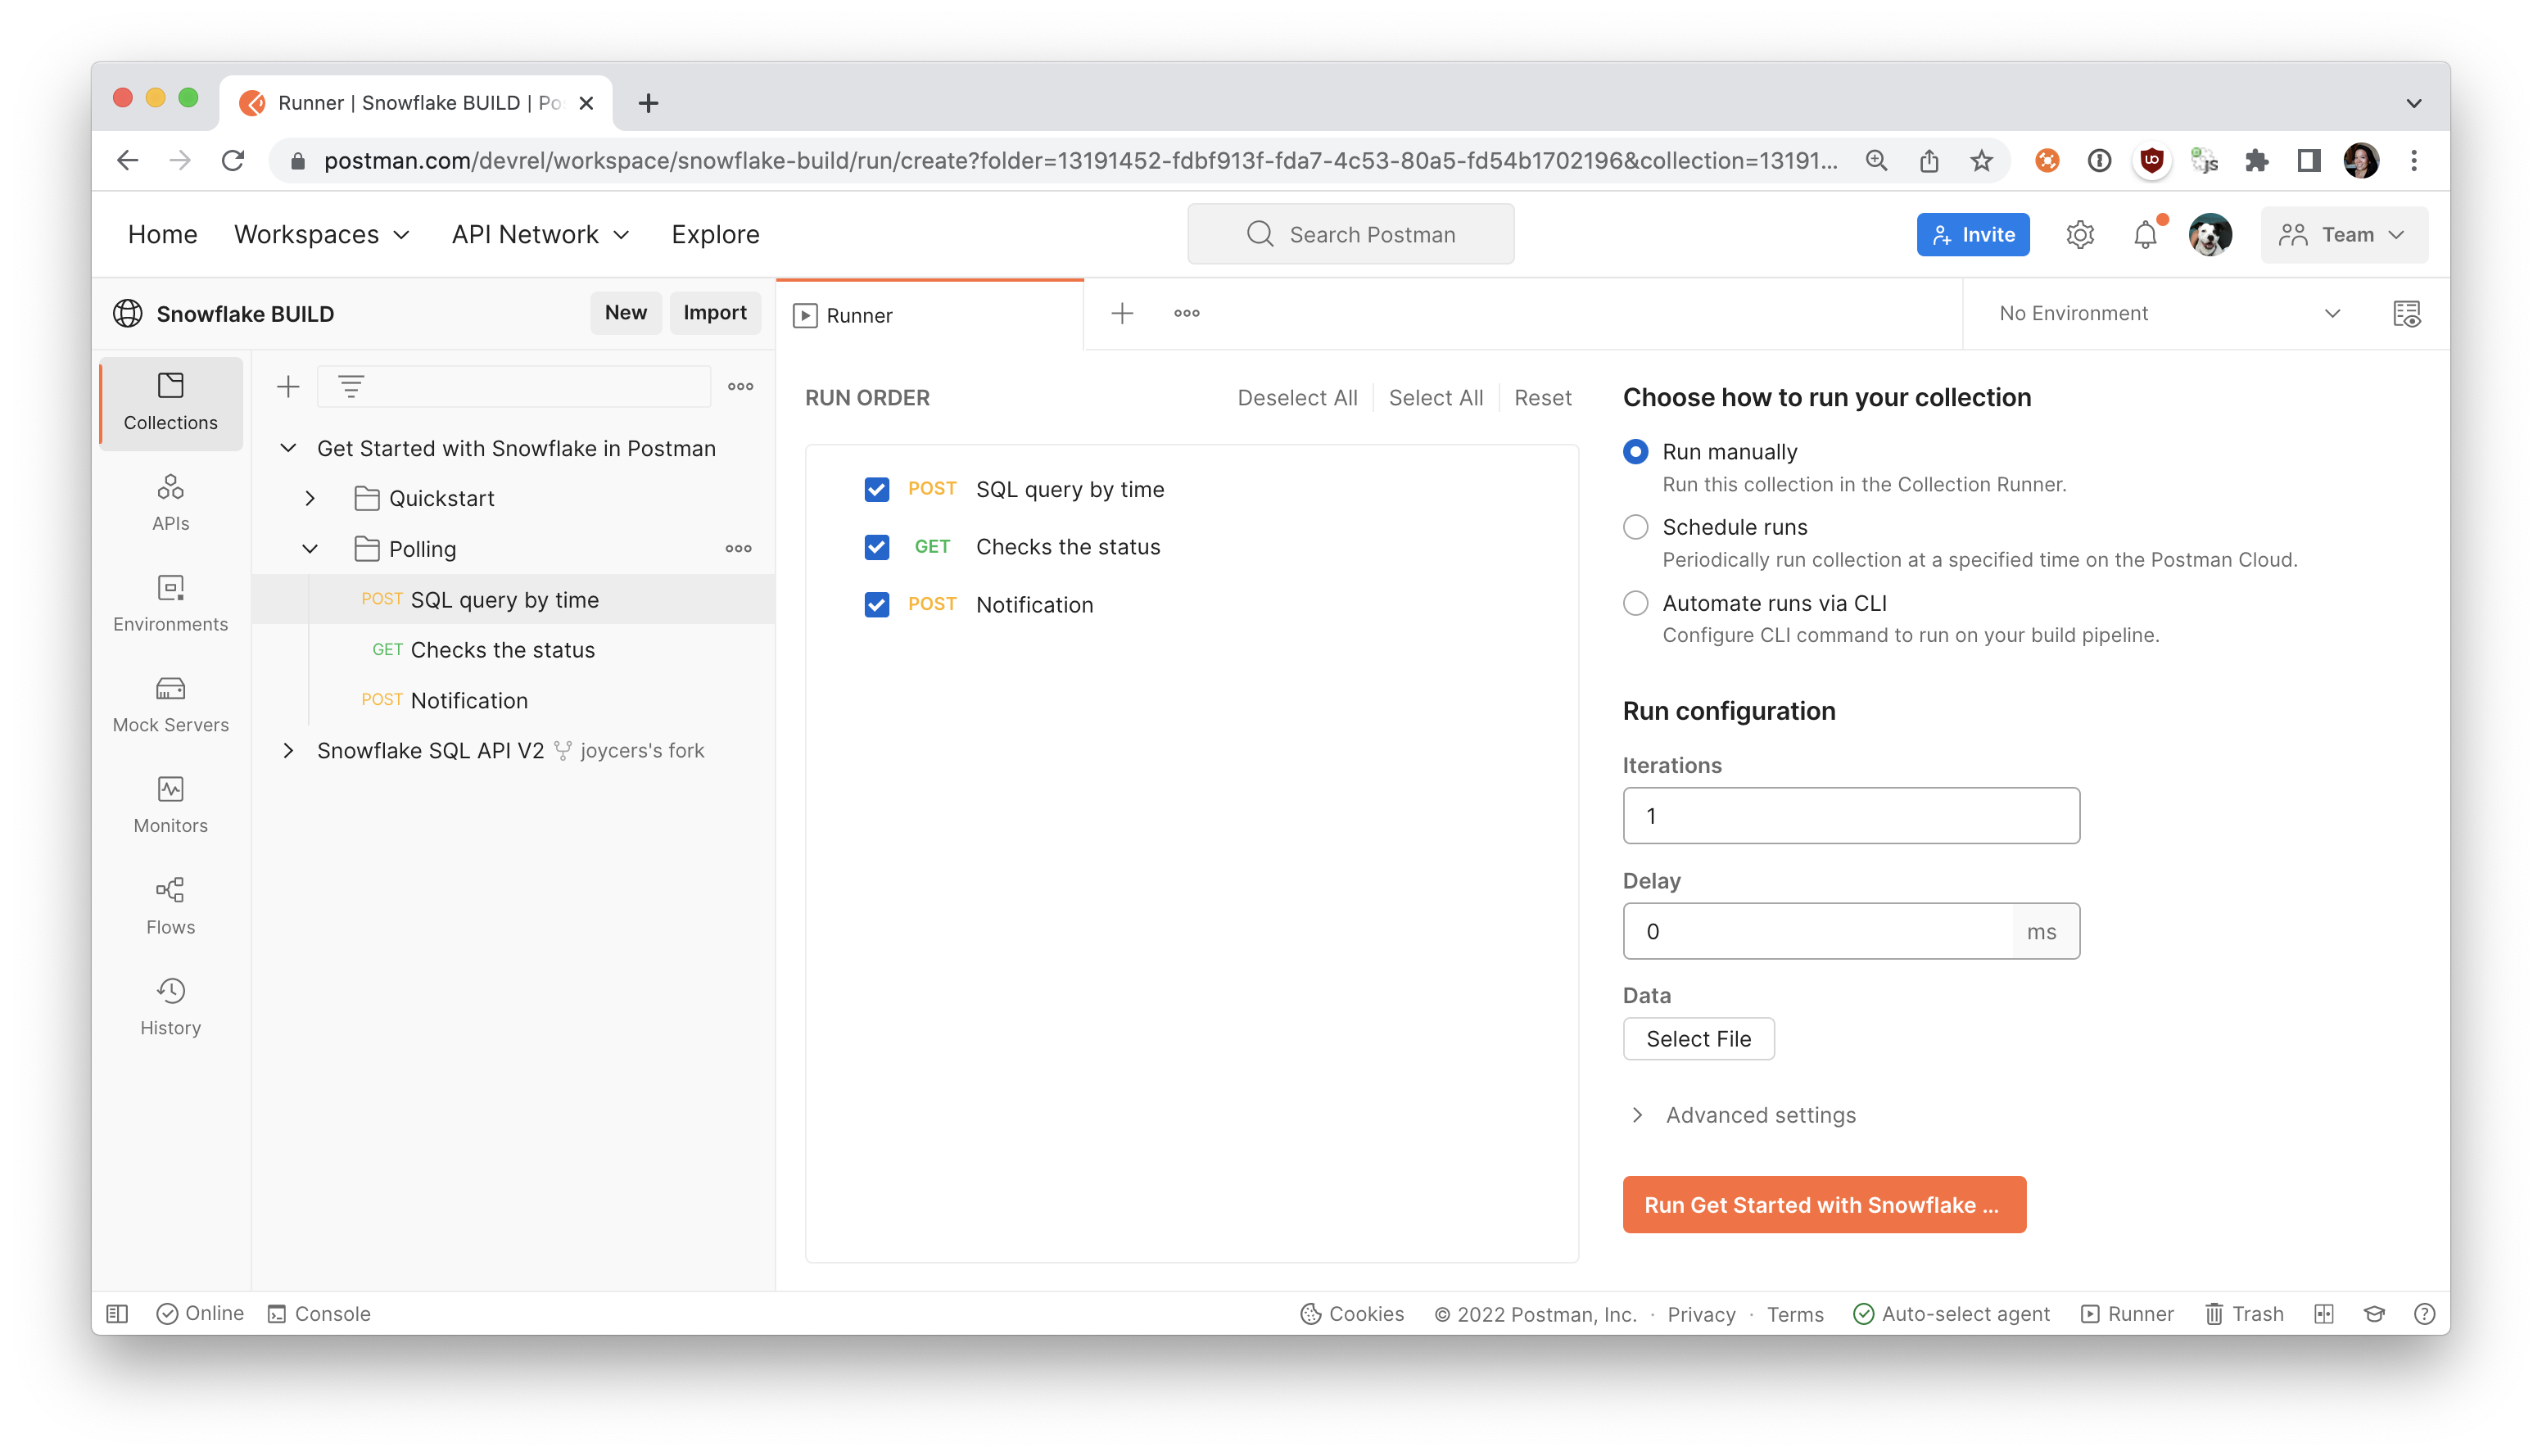 Runner | Snowflake BUILD | Po
postman.com/devrel/workspace/snowflake-build/run/create?folder=13191452-fdbf913f-fda7-4c53-80a5-fd54b1702196&collection=13191...
Home Workspaces API Network Explore Search Postman Invite Team
Snowflake BUILD New Import Runner No Environment
Collections
APIs
Environments
Mock Servers
Monitors
Flows
History
Get Started with Snowflake in Postman
Quickstart
Polling
POST SQL query by time
GET Checks the status
POST Notification
Snowflake SQL API V2 joycers's fork
RUN ORDER Deselect All Select All Reset
POST SQL query by time
GET Checks the status
POST Notification
Choose how to run your collection
Run manually
Run this collection in the Collection Runner.
Schedule runs
Periodically run collection at a specified time on the Postman Cloud.
Automate runs via CLI
Configure CLI command to run on your build pipeline.
Run configuration
Iterations
1
Delay
0 ms
Data
Select File
Advanced settings
Run Get Started with Snowflake ...
Online Console Cookies © 2022 Postman, Inc. · Privacy · Terms Auto-select agent Runner Trash